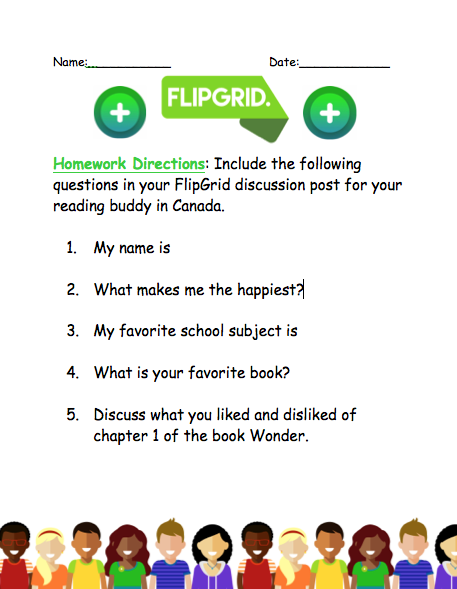 Name:___________ Date:____________
FLIPGRID.
Homework Directions: Include the following
questions in your FlipGrid discussion post for your
reading buddy in Canada.
1. My name is
2. What makes me the happiest?
3. My favorite school subject is
4. What is your favorite book?
5. Discuss what you liked and disliked of
chapter 1 of the book Wonder.